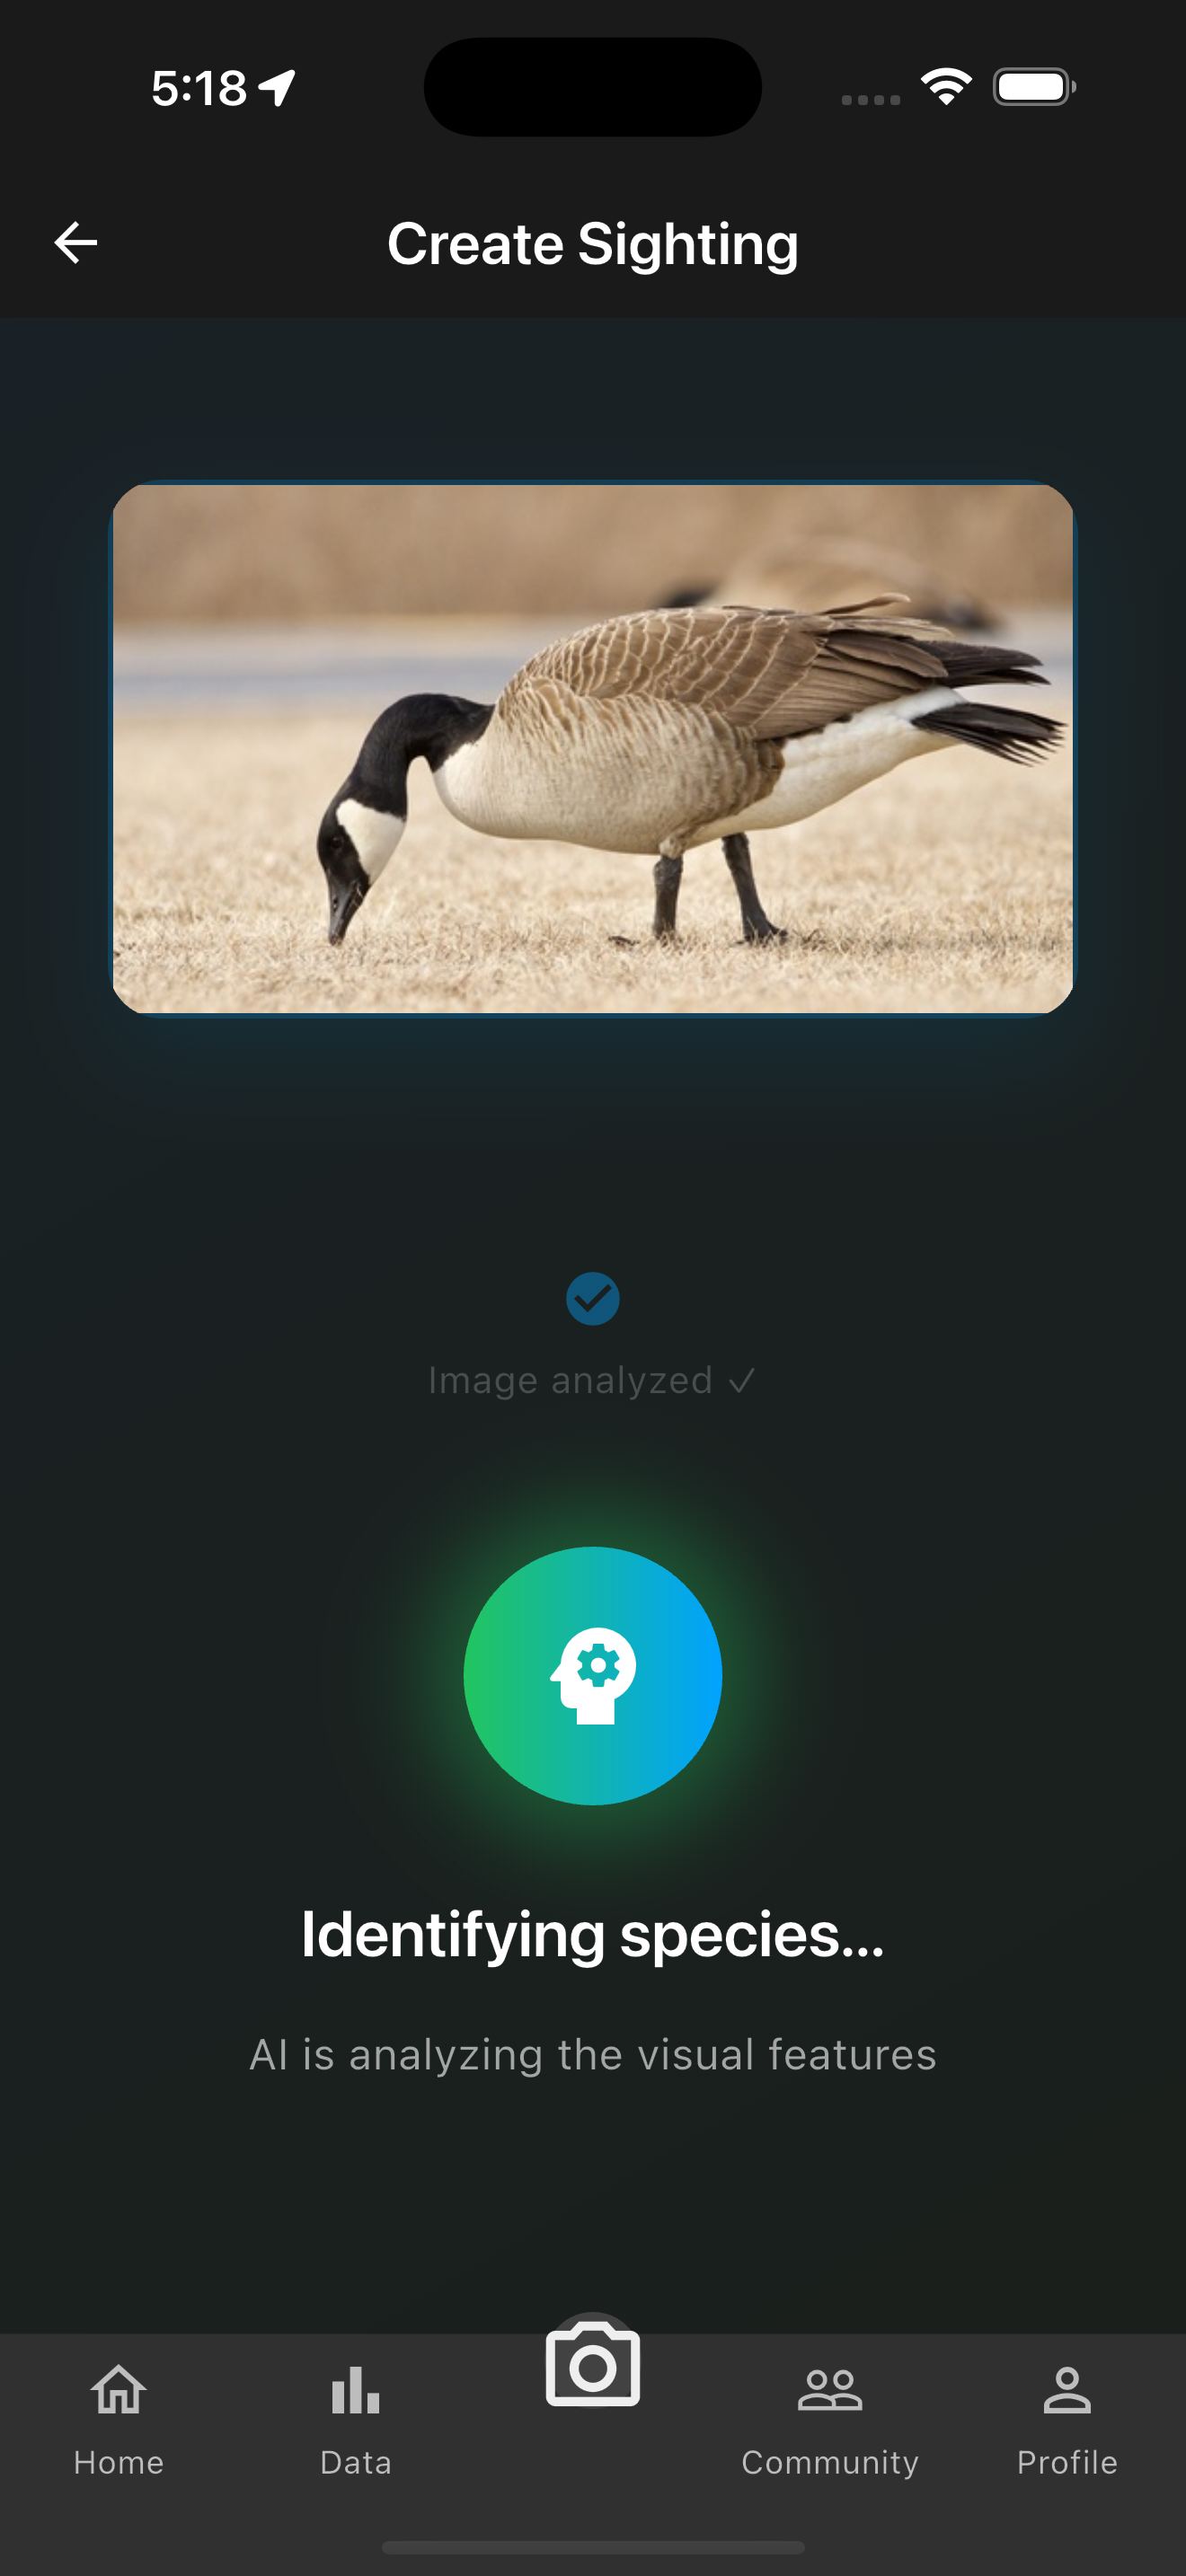 5:18
Create Sighting
Image analyzed ✓
Identifying species...
AI is analyzing the visual features
Home
Data
Community
Profile